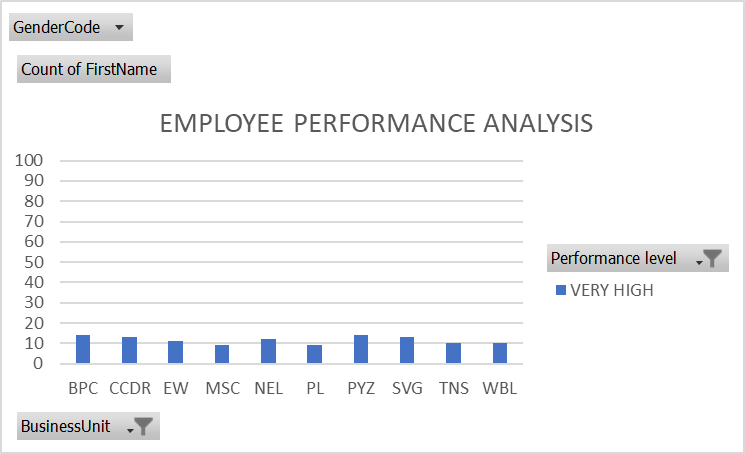 GenderCode
Count of FirstName
EMPLOYEE PERFORMANCE ANALYSIS
100
90
80
70
60
50
40
30
20
10
0
BPC CCDR EW MSC NEL PL PYZ SVG TNS WBL
Performance level
VERY HIGH
BusinessUnit